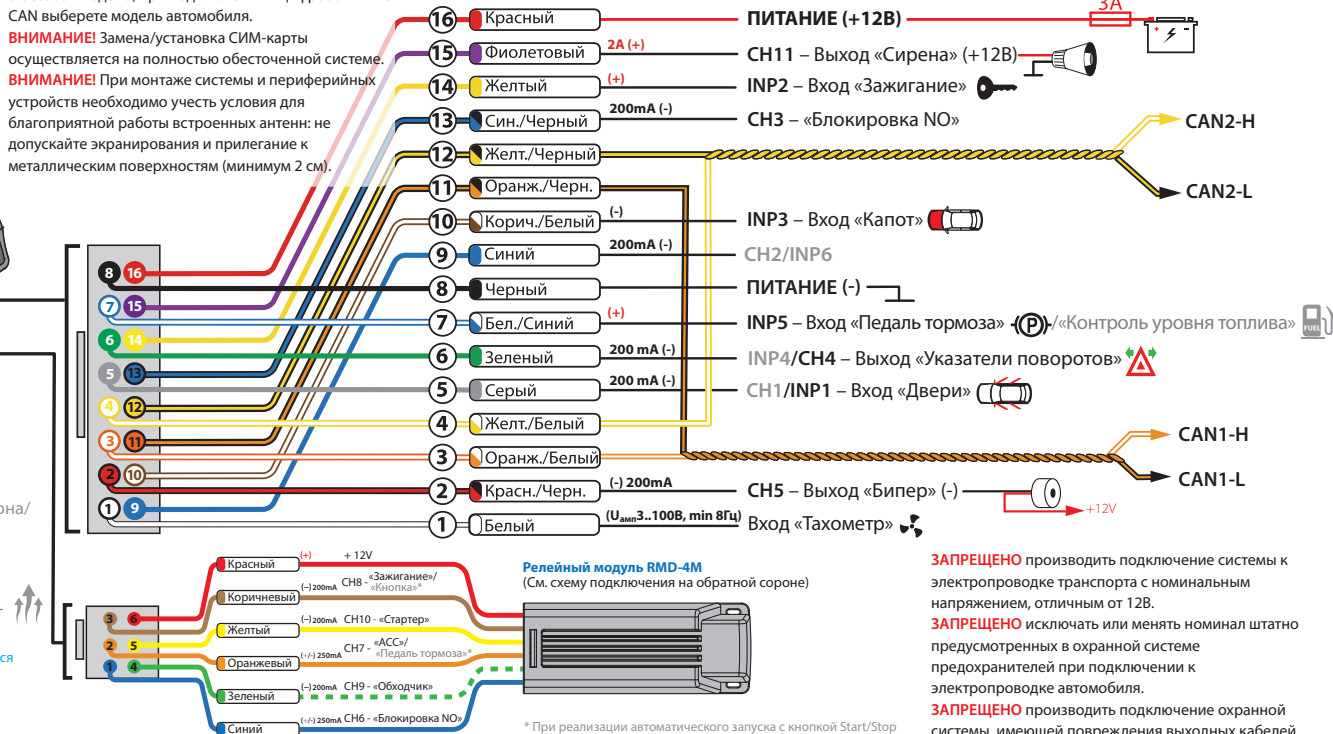 CAN выберете модель автомобиля.
ВНИМАНИЕ! Замена/установка СИМ-карты
осуществляется на полностью обесточенной системе.
ВНИМАНИЕ! При монтаже системы и периферийных
устройств необходимо учесть условия для
благоприятной работы встроенных антенн: не
допускайте экранирования и прилегание к
металлическим поверхностям (минимум 2 см).
16 Красный ПИТАНИЕ (+12В) 3А
15 Фиолетовый 2А (+) CH11 – Выход «Сирена» (+12В)
14 Желтый (+) INP2 – Вход «Зажигание»
13 Син./Черный 200mA (-) CH3 – «Блокировка NO»
12 Желт./Черный CAN2-H
CAN2-L
11 Оранж./Черн.
10 Корич./Белый (-) INP3 – Вход «Капот»
9 Синий 200mA (-) CH2/INP6
8 Черный ПИТАНИЕ (-)
7 Бел./Синий (+) INP5 – Вход «Педаль тормоза» (P)/«Контроль уровня топлива» FUEL
6 Зеленый 200 mA (-) INP4/CH4 – Выход «Указатели поворотов»
5 Серый 200 mA (-) CH1/INP1 – Вход «Двери»
4 Желт./Белый
3 Оранж./Белый CAN1-H
CAN1-L
2 Красн./Черн. (-) 200mA CH5 – Выход «Бипер» (-) +12V
1 Белый (Uамп3..100В, min 8Гц) Вход «Тахометр»
8 16
7 15
6 14
5 13
4 12
3 11
2 10
1 9
она/
ся
3 6
2 5
1 4
Красный (+) + 12V
Коричневый (–) 200mA CH8 - «Зажигание»/
«Кнопка»*
Желтый (–) 200mA CH10 - «Стартер»
Оранжевый (+/-) 250mA CH7 - «ACC»/
«Педаль тормоза»*
Зеленый (–) 200mA CH9 - «Обходчик»
Синий (+/-) 250mA CH6 - «Блокировка NO»
Релейный модуль RMD-4M
(См. схему подключения на обратной сороне)
* При реализации автоматического запуска с кнопкой Start/Stop
ЗАПРЕЩЕНО производить подключение системы к
электропроводке транспорта с номинальным
напряжением, отличным от 12В.
ЗАПРЕЩЕНО исключать или менять номинал штатно
предусмотренных в охранной системе
предохранителей при подключении к
электропроводке автомобиля.
ЗАПРЕЩЕНО производить подключение охранной
системы, имеющей повреждения выходных кабелей